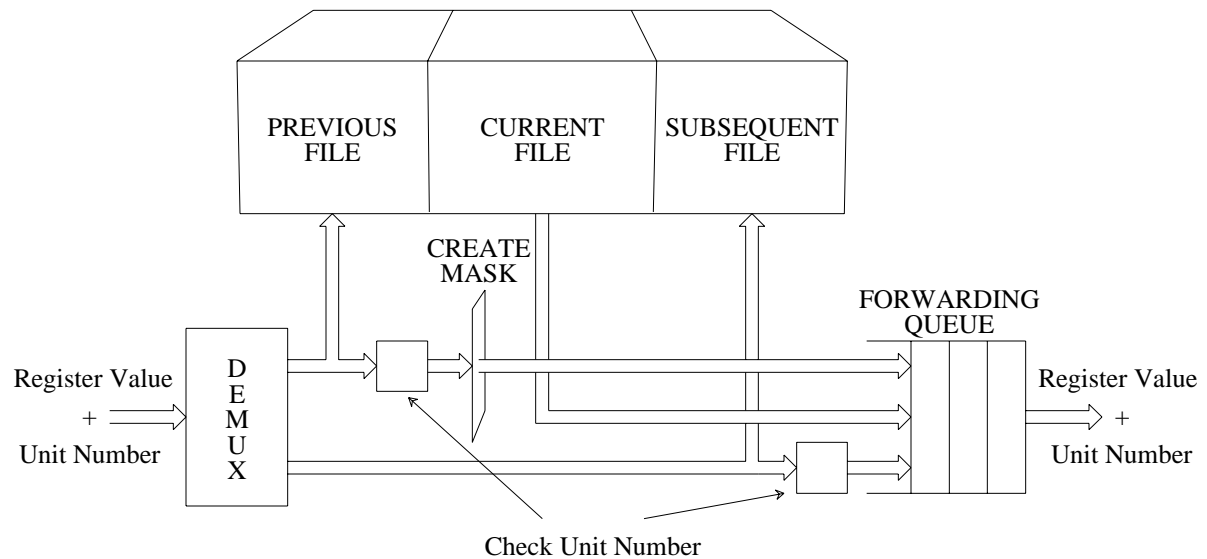 PREVIOUS
FILE
CURRENT
FILE
SUBSEQUENT
FILE
CREATE
MASK
FORWARDING
QUEUE
Register Value
+
Unit Number
D
E
M
U
X
Register Value
+
Unit Number
Check Unit Number